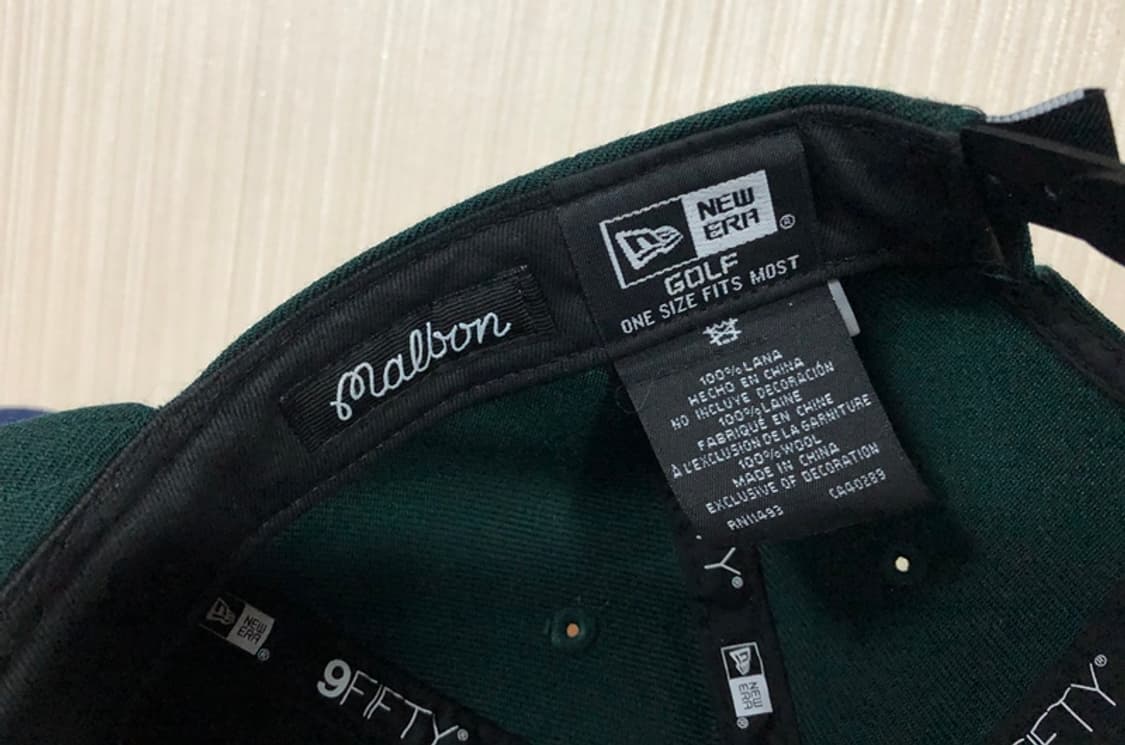 NEW
ERA®
GOLF
ONE SIZE FITS MOST
malbon
100% LANA
HECHO EN CHINA
NO INCLUYE DECORACIÓN
100% LAINE
FABRIQUÉ EN CHINE
À L'EXCLUSION DE LA GARNITURE
100% WOOL
MADE IN CHINA
EXCLUSIVE OF DECORATION
RN11493 CA40289
Y®
NEW
ERA®
9FIFTY®
NEW
ERA®
FIFTY®